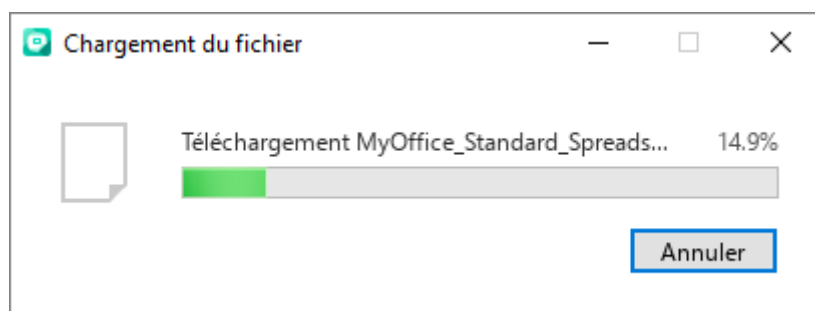 Chargement du fichier
Téléchargement MyOffice_Standard_Spreads... 14.9%
Annuler